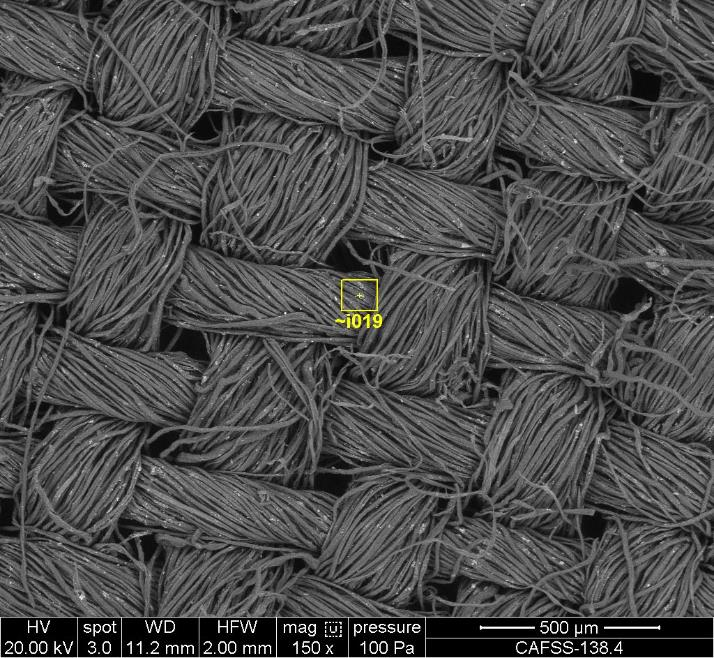 ~i019
HV spot WD HFW mag pressure 500 µm
20.00 kV 3.0 11.2 mm 2.00 mm 150 x 100 Pa CAFSS-138.4